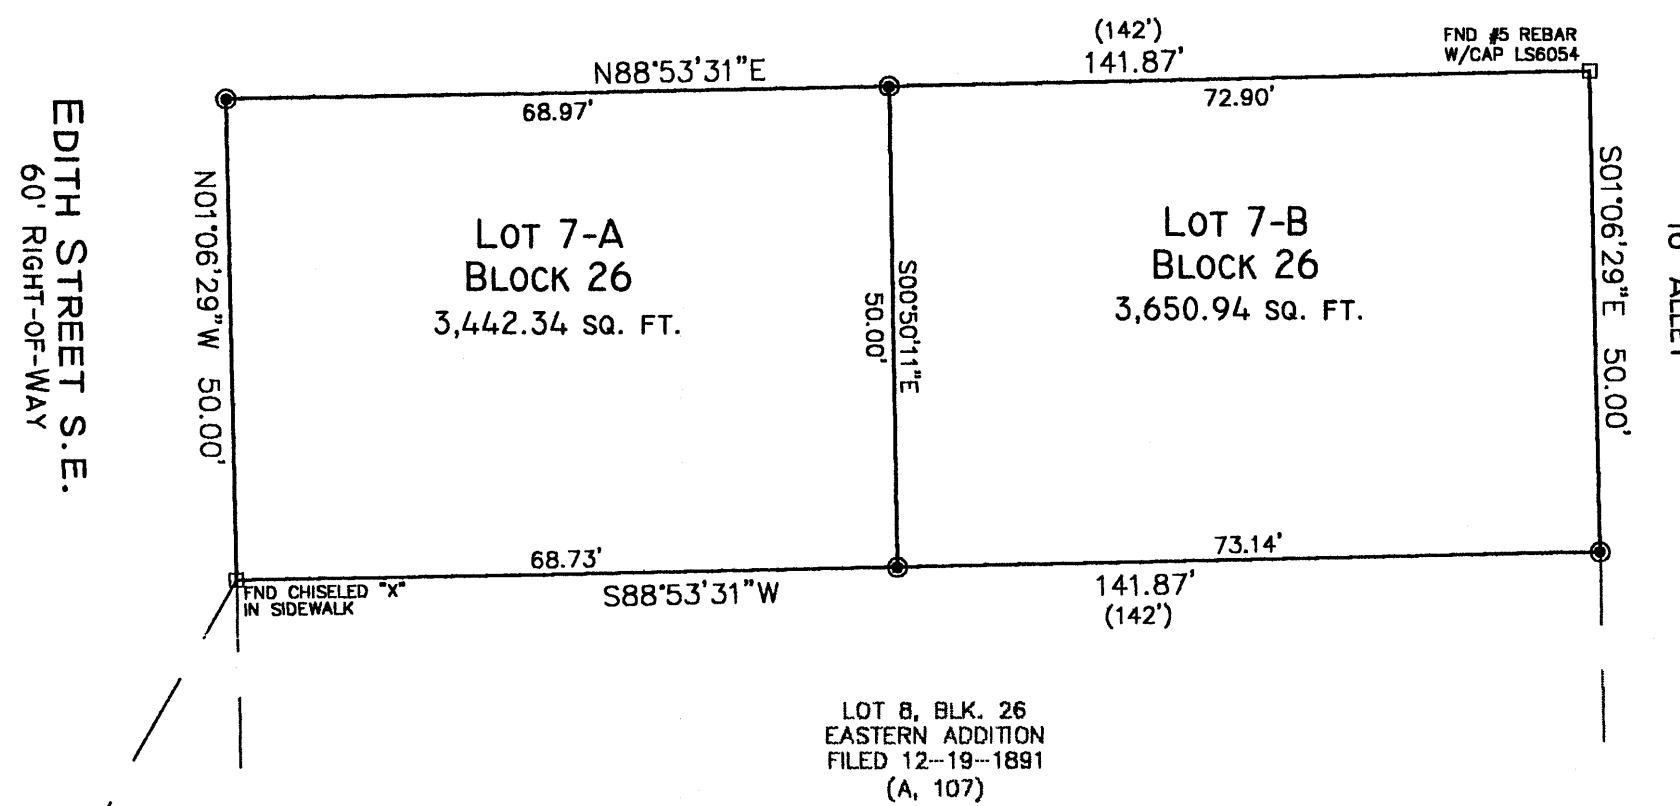 (142')
141.87'
FND #5 REBAR
W/CAP LS6054
N88°53'31"E
68.97'
72.90'
EDITH STREET S.E.
60' RIGHT-OF-WAY
N01°06'29"W 50.00'
LOT 7-A
BLOCK 26
3,442.34 SQ. FT.
S00°50'11"E
50.00'
LOT 7-B
BLOCK 26
3,650.94 SQ. FT.
S01°06'29"E 50.00'
ALLEY
68.73'
73.14'
FND CHISELED "X"
IN SIDEWALK
S88°53'31"W
141.87'
(142')
LOT 8, BLK. 26
EASTERN ADDITION
FILED 12-19-1891
(A, 107)